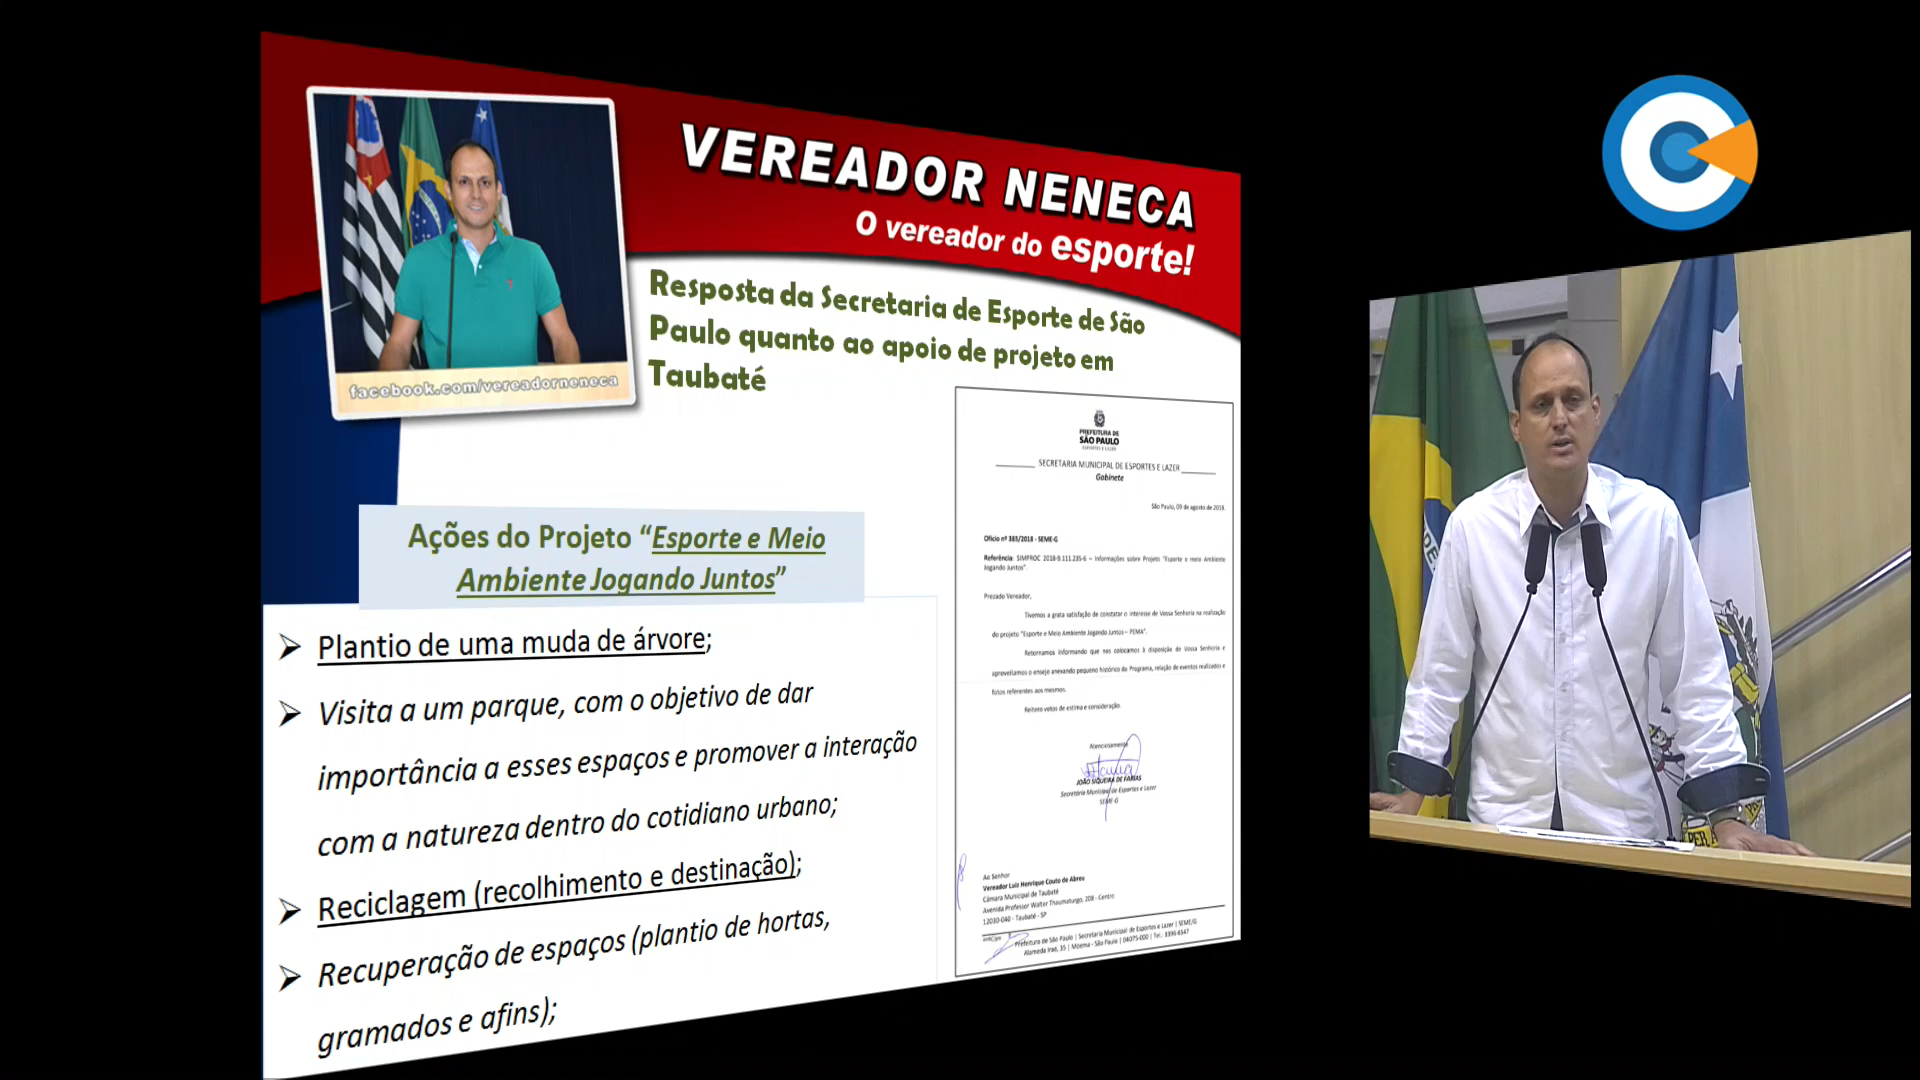 VEREADOR NENECA
O vereador do esporte!
facebook.com/vereadorneneca
Resposta da Secretaria de Esporte de São
Paulo quanto ao apoio de projeto em
Taubaté
Ações do Projeto “Esporte e Meio
Ambiente Jogando Juntos”
➢ Plantio de uma muda de árvore;
➢ Visita a um parque, com o objetivo de dar
importância a esses espaços e promover a interação
com a natureza dentro do cotidiano urbano;
➢ Reciclagem (recolhimento e destinação);
➢ Recuperação de espaços (plantio de hortas,
gramados e afins);
PREFEITURA DE
SÃO PAULO
ESPORTES E LAZER
SECRETARIA MUNICIPAL DE ESPORTES E LAZER
Gabinete
São Paulo, 09 de agosto de 2018.
Ofício nº 385/2018 - SEME-G
Referência: SIMPROC 2018-9.111.235-6 – Informações sobre Projeto "Esporte e meio Ambiente
Jogando Juntos".
Prezado Vereador,
Tivemos a grata satisfação de constatar o interesse de Vossa Senhoria na realização
do projeto "Esporte e Meio Ambiente Jogando Juntos – PEMA".
Retornamos informando que nos colocamos à disposição de Vossa Senhoria e
aproveitamos o ensejo anexando pequeno histórico do Programa, relação de eventos realizados e
fotos referentes aos mesmos.
Reitero votos de estima e consideração.
Atenciosamente
JOÃO SIQUEIRA DE FARIAS
Secretário Municipal de Esportes e Lazer
SEME-G
Ao Senhor
Vereador Luiz Henrique Couto de Abreu
Câmara Municipal de Taubaté
Avenida Professor Walter Thaumaturgo, 208 - Centro
12030-040 - Taubaté - SP
Prefeitura de São Paulo | Secretaria Municipal de Esportes e Lazer | SEME/G
Alameda Iraé, 35 | Moema - São Paulo | 04075-000 | Tel. 3396-6547